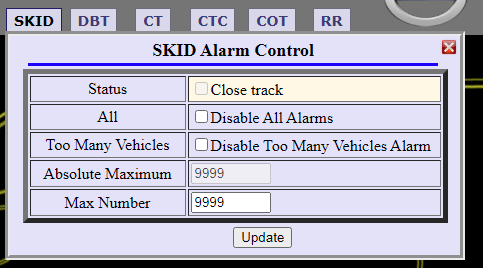 SKID DBT CT CTC COT RR
SKID Alarm Control
Status Close track
All Disable All Alarms
Too Many Vehicles Disable Too Many Vehicles Alarm
Absolute Maximum 9999
Max Number 9999
Update